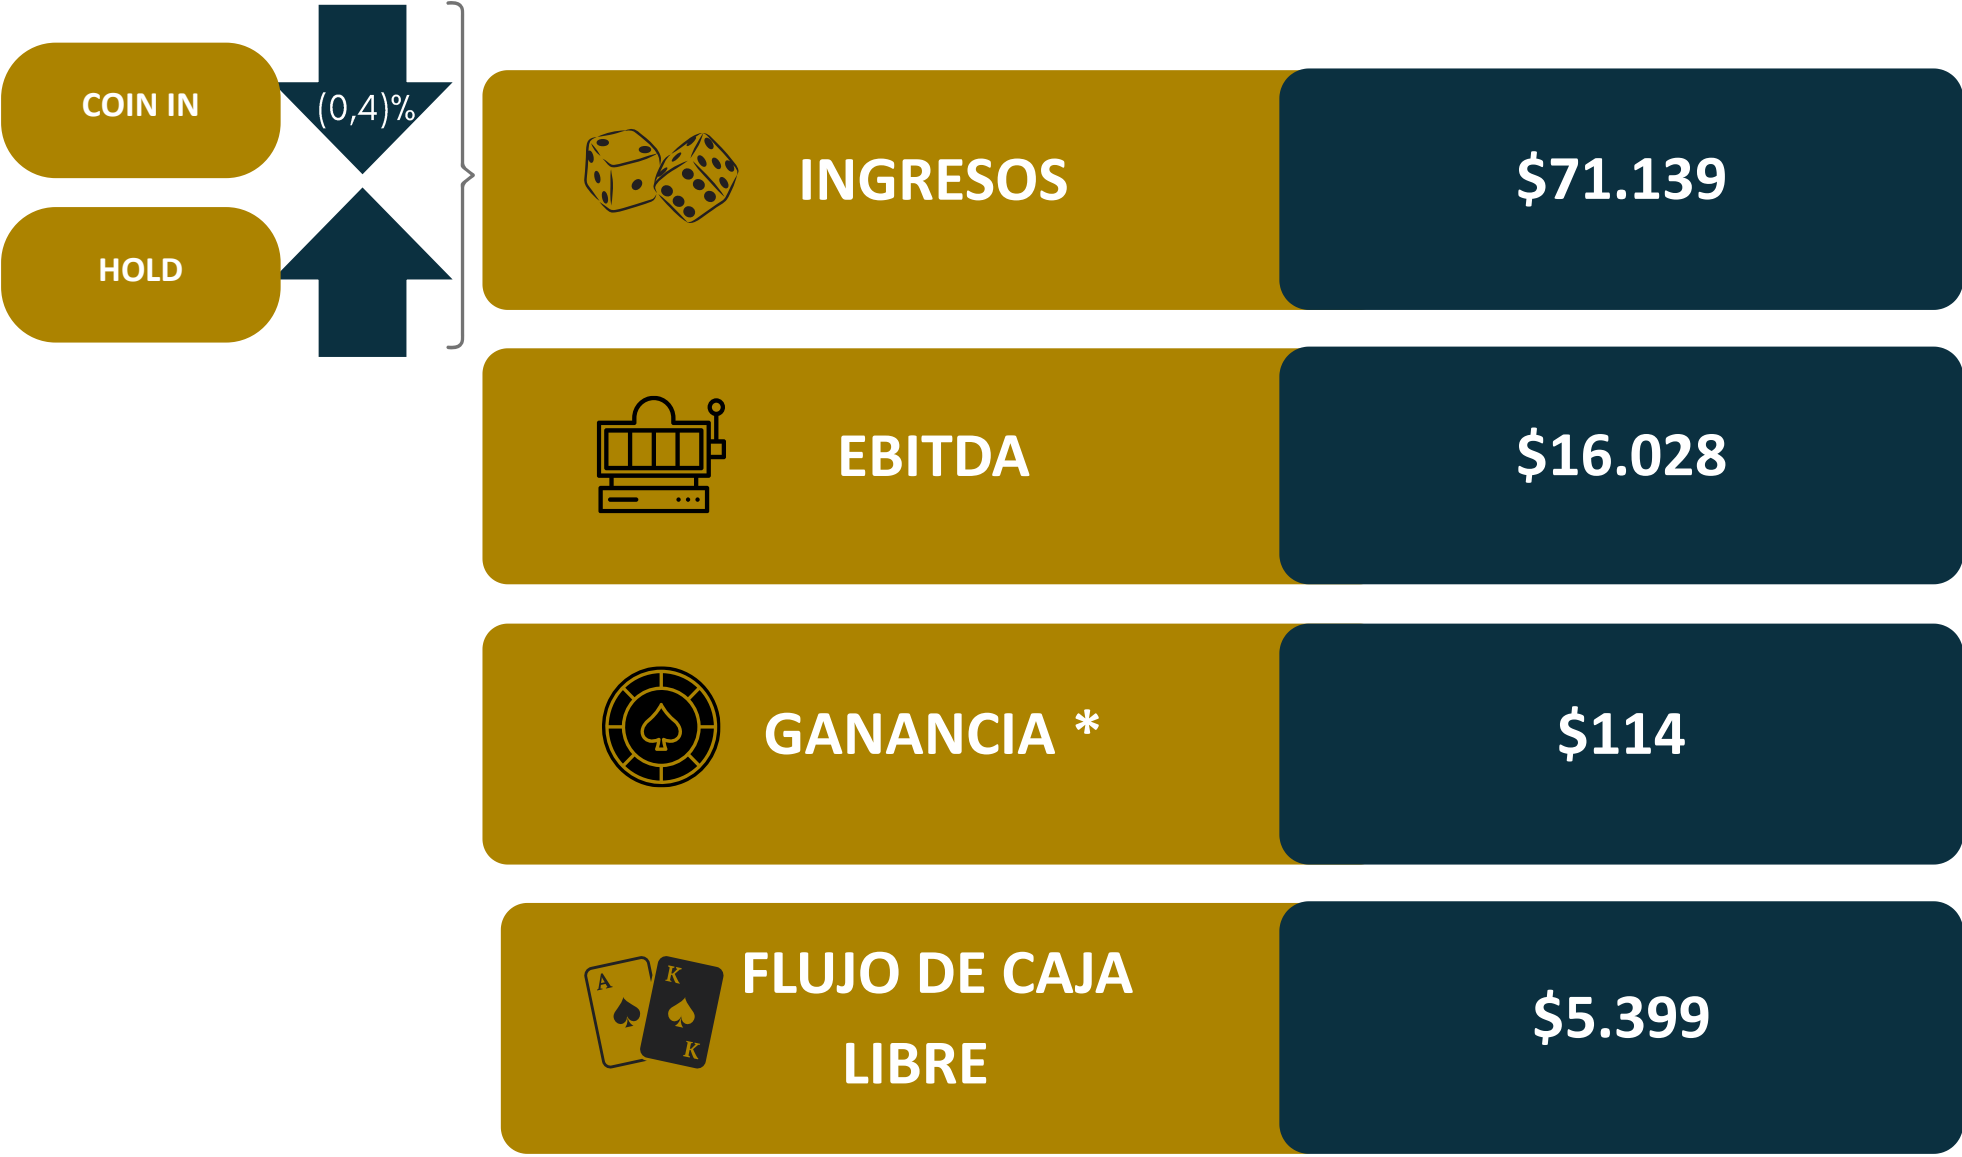 COIN IN
(0,4)%
HOLD
INGRESOS
$71.139
EBITDA
$16.028
GANANCIA *
$114
FLUJO DE CAJA
LIBRE
$5.399
A
K
K